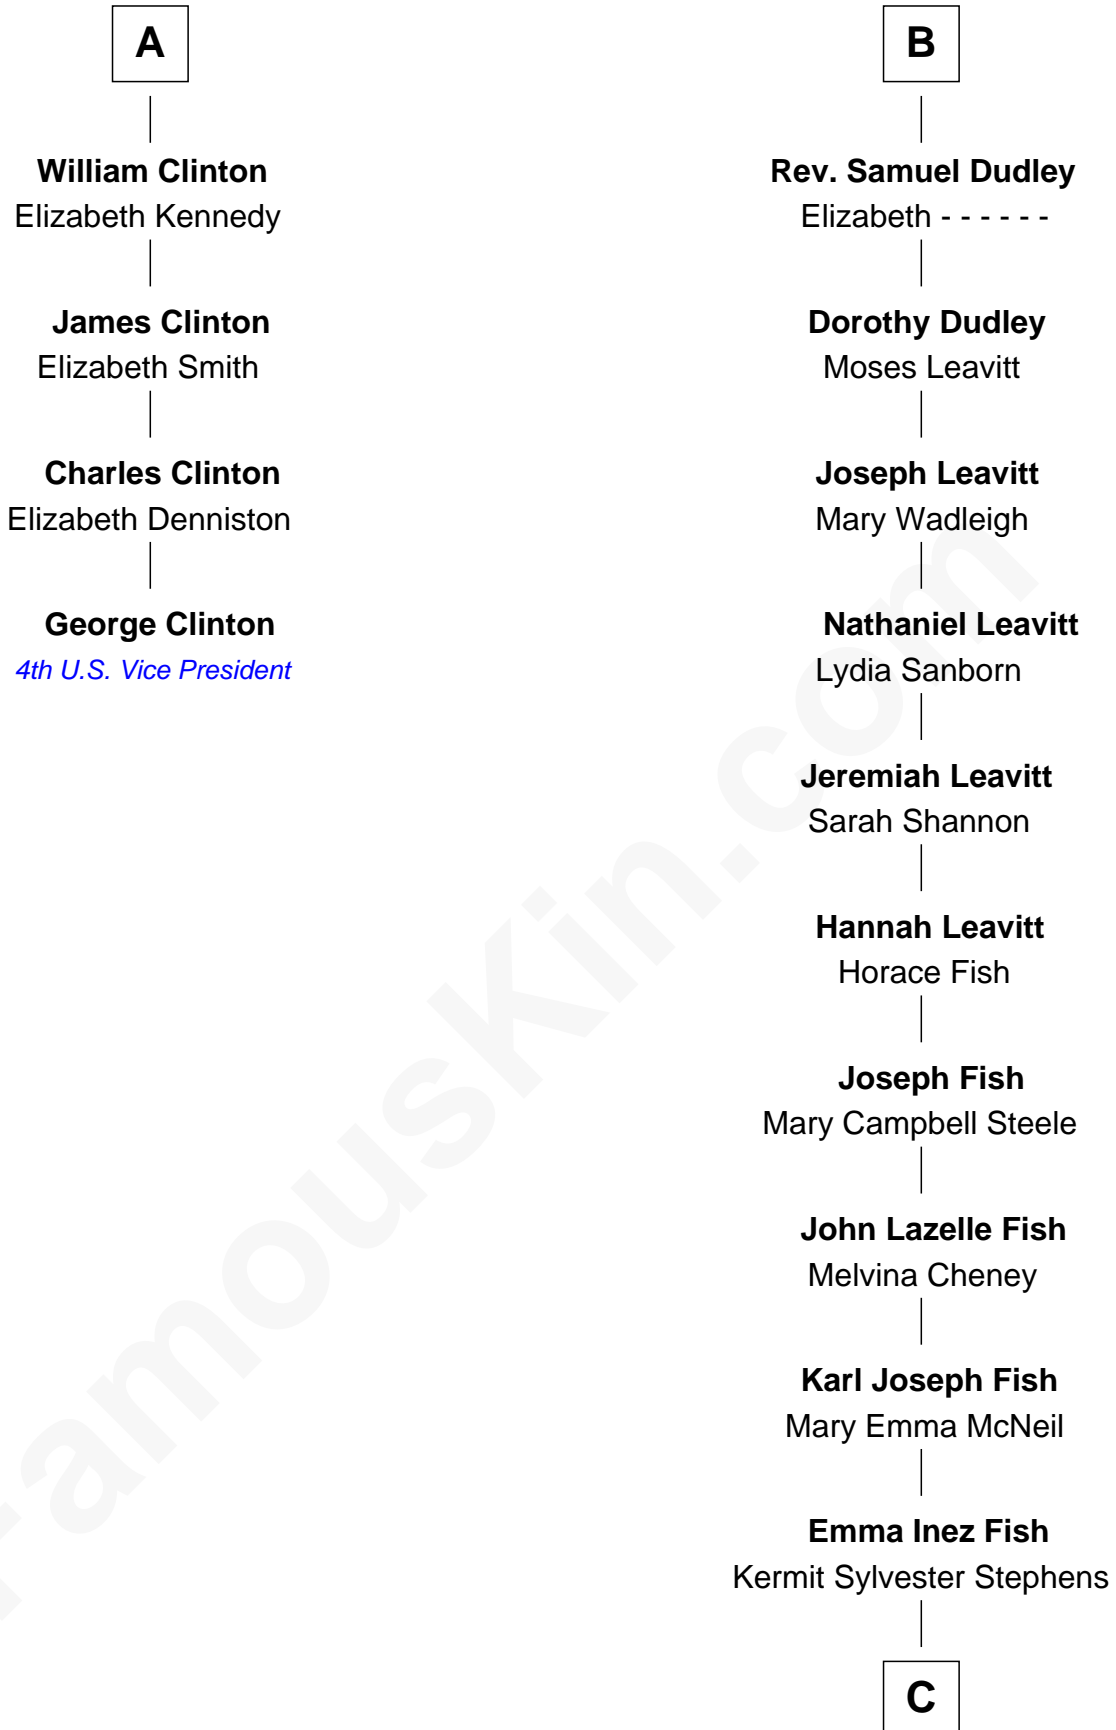 A
William Clinton
Elizabeth Kennedy
James Clinton
Elizabeth Smith
Charles Clinton
Elizabeth Denniston
George Clinton
4th U.S. Vice President
B
Rev. Samuel Dudley
Elizabeth - - - - - -
Dorothy Dudley
Moses Leavitt
Joseph Leavitt
Mary Wadleigh
Nathaniel Leavitt
Lydia Sanborn
Jeremiah Leavitt
Sarah Shannon
Hannah Leavitt
Horace Fish
Joseph Fish
Mary Campbell Steele
John Lazelle Fish
Melvina Cheney
Karl Joseph Fish
Mary Emma McNeil
Emma Inez Fish
Kermit Sylvester Stephens
C
FamousKin.com